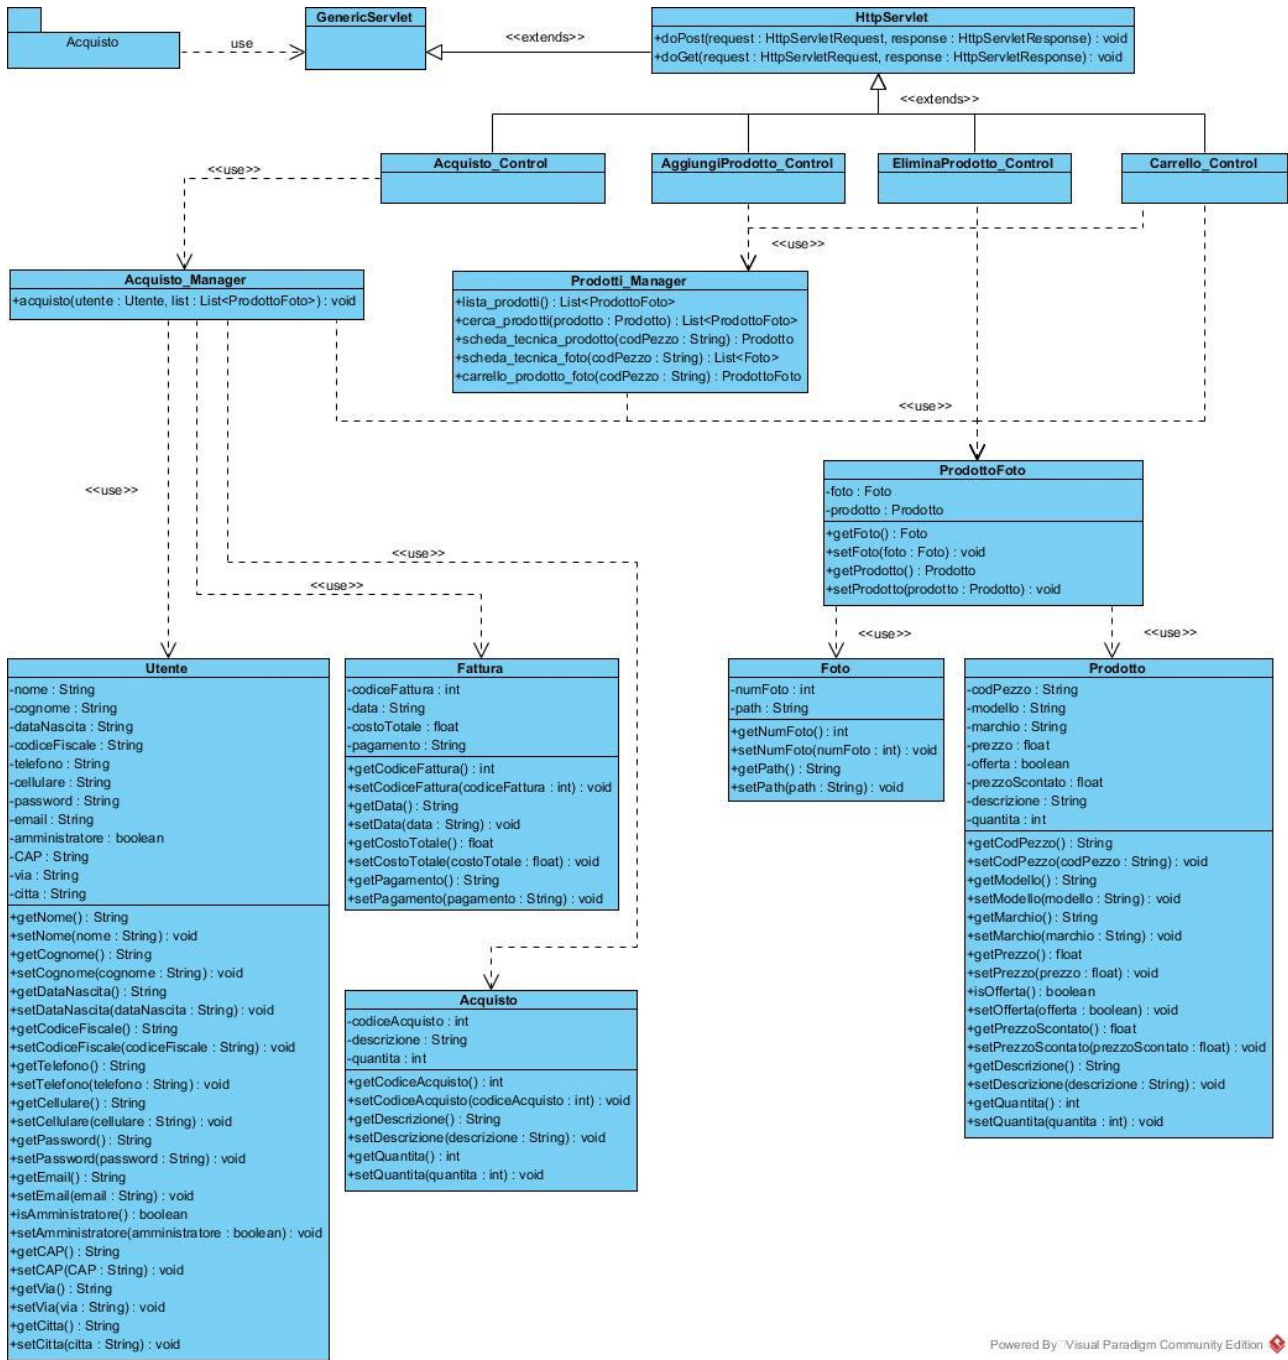 Acquisto
use
GenericServlet
<<extends>>
HttpServlet
+doPost(request : HttpServletRequest, response : HttpServletResponse) : void
+doGet(request : HttpServletRequest, response : HttpServletResponse) : void
<<extends>>
Acquisto_Control
AggiungiProdotto_Control
EliminaProdotto_Control
Carrello_Control
<<use>>
<<use>>
Acquisto_Manager
+acquisto(utente : Utente, list : List<ProdottoFoto>) : void
Prodotti_Manager
+lista_prodotti() : List<ProdottoFoto>
+cerca_prodotti(prodotto : Prodotto) : List<ProdottoFoto>
+scheda_tecnica_prodotto(codPezzo : String) : Prodotto
+scheda_tecnica_foto(codPezzo : String) : List<Foto>
+carrello_prodotto_foto(codPezzo : String) : ProdottoFoto
<<use>>
<<use>>
<<use>>
<<use>>
ProdottoFoto
-foto : Foto
-prodotto : Prodotto
+getFoto() : Foto
+setFoto(foto : Foto) : void
+getProdotto() : Prodotto
+setProdotto(prodotto : Prodotto) : void
<<use>>
<<use>>
Utente
-nome : String
-cognome : String
-dataNascita : String
-codiceFiscale : String
-telefono : String
-cellulare : String
-password : String
-email : String
-amministratore : boolean
-CAP : String
-via : String
-citta : String
+getNome() : String
+setNome(nome : String) : void
+getCognome() : String
+setCognome(cognome : String) : void
+getDataNascita() : String
+setDataNascita(dataNascita : String) : void
+getCodiceFiscale() : String
+setCodiceFiscale(codiceFiscale : String) : void
+getTelefono() : String
+setTelefono(telefono : String) : void
+getCellulare() : String
+setCellulare(cellulare : String) : void
+getPassword() : String
+setPassword(password : String) : void
+getEmail() : String
+setEmail(email : String) : void
+isAmministratore() : boolean
+setAmministratore(amministratore : boolean) : void
+getCAP() : String
+setCAP(CAP : String) : void
+getVia() : String
+setVia(via : String) : void
+getCitta() : String
+setCitta(citta : String) : void
Fattura
-codiceFattura : int
-data : String
-costoTotale : float
-pagamento : String
+getCodiceFattura() : int
+setCodiceFattura(codiceFattura : int) : void
+getData() : String
+setData(data : String) : void
+getCostoTotale() : float
+setCostoTotale(costoTotale : float) : void
+getPagamento() : String
+setPagamento(pagamento : String) : void
Acquisto
-codiceAcquisto : int
-descrizione : String
-quantita : int
+getCodiceAcquisto() : int
+setCodiceAcquisto(codiceAcquisto : int) : void
+getDescrizione() : String
+setDescrizione(descrizione : String) : void
+getQuantita() : int
+setQuantita(quantita : int) : void
Foto
-numFoto : int
-path : String
+getNumFoto() : int
+setNumFoto(numFoto : int) : void
+getPath() : String
+setPath(path : String) : void
Prodotto
-codPezzo : String
-modello : String
-marchio : String
-prezzo : float
-offerta : boolean
-prezzoScontato : float
-descrizione : String
-quantita : int
+getCodPezzo() : String
+setCodPezzo(codPezzo : String) : void
+getModello() : String
+setModello(modello : String) : void
+getMarchio() : String
+setMarchio(marchio : String) : void
+getPrezzo() : float
+setPrezzo(prezzo : float) : void
+isOfferta() : boolean
+setOfferta(offerta : boolean) : void
+getPrezzoScontato() : float
+setPrezzoScontato(prezzoScontato : float) : void
+getDescrizione() : String
+setDescrizione(descrizione : String) : void
+getQuantita() : int
+setQuantita(quantita : int) : void
Powered By Visual Paradigm Community Edition